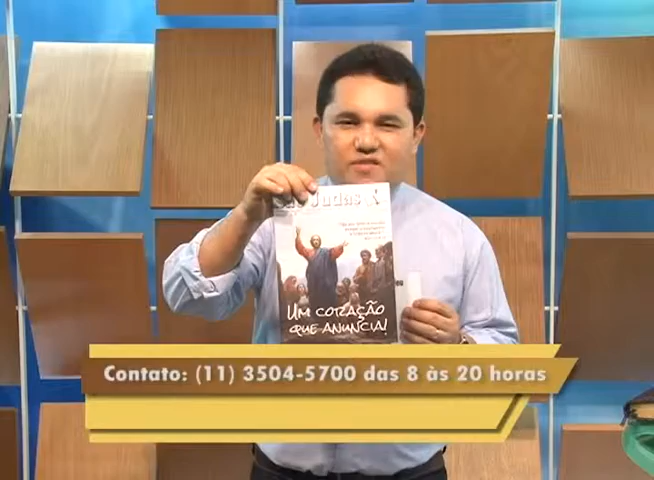 Judas
UM CORAÇÃO
QUE ANUNCIA!
Contato: (11) 3504-5700 das 8 às 20 horas